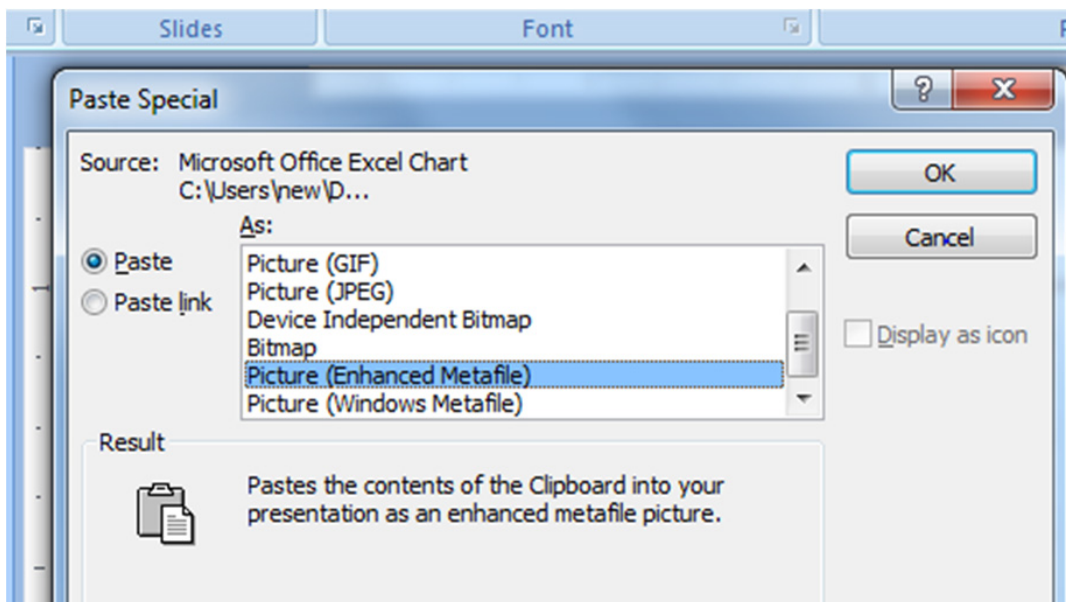 Slides
Font
Paste Special
Source: Microsoft Office Excel Chart
C:\Users\new\D...
OK
As:
Cancel
Paste
Paste link
Picture (GIF)
Picture (JPEG)
Device Independent Bitmap
Bitmap
Picture (Enhanced Metafile)
Picture (Windows Metafile)
Display as icon
Result
Pastes the contents of the Clipboard into your
presentation as an enhanced metafile picture.